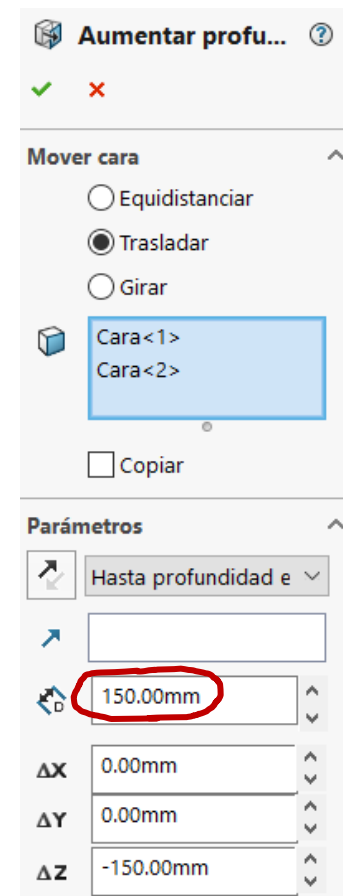 Aumentar profu...
Mover cara
Equidistanciar
Trasladar
Girar
Cara<1>
Cara<2>
Copiar
Parámetros
Hasta profundidad e
D
150.00mm
ΔX 0.00mm
ΔY 0.00mm
ΔZ -150.00mm